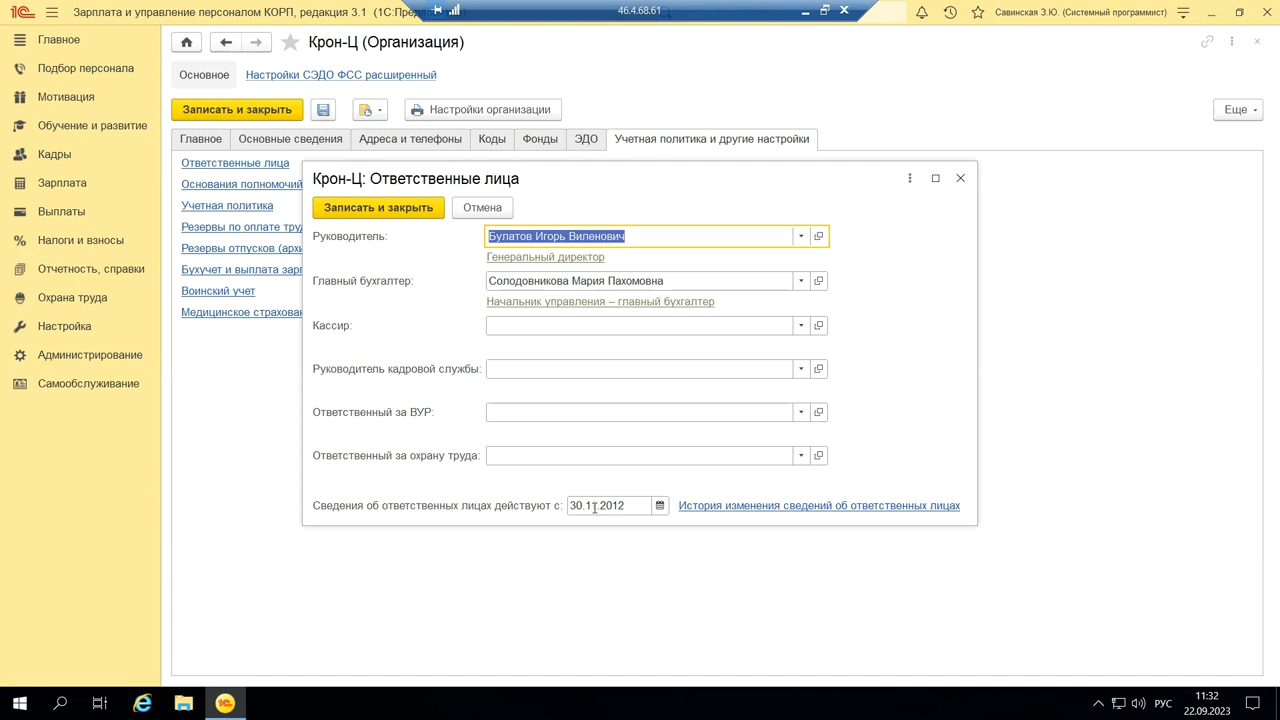 Зарплата и управление персоналом КОРП, редакция 3.1 (1С:Пред
46.4.68.61
Савинская З.Ю. (Системный программист)
Главное
Подбор персонала
Мотивация
Обучение и развитие
Кадры
Зарплата
Выплаты
Налоги и взносы
Отчетность, справки
Охрана труда
Настройка
Администрирование
Самообслуживание
Крон-Ц (Организация)
Основное
Настройки СЭДО ФСС расширенный
Записать и закрыть
Настройки организации
Еще
Главное
Основные сведения
Адреса и телефоны
Коды
Фонды
ЭДО
Учетная политика и другие настройки
Ответственные лица
Основания полномочий
Учетная политика
Резервы по оплате тру
Резервы отпусков (архи
Бухучет и выплата зарп
Воинский учет
Медицинское страхован
Крон-Ц: Ответственные лица
Записать и закрыть
Отмена
Руководитель:
Булатов Игорь Виленович
Генеральный директор
Главный бухгалтер:
Солодовникова Мария Пахомовна
Начальник управления – главный бухгалтер
Кассир:
Руководитель кадровой службы:
Ответственный за ВУР:
Ответственный за охрану труда:
Сведения об ответственных лицах действуют с:
30.11.2012
История изменения сведений об ответственных лицах
РУС
11:32
22.09.2023